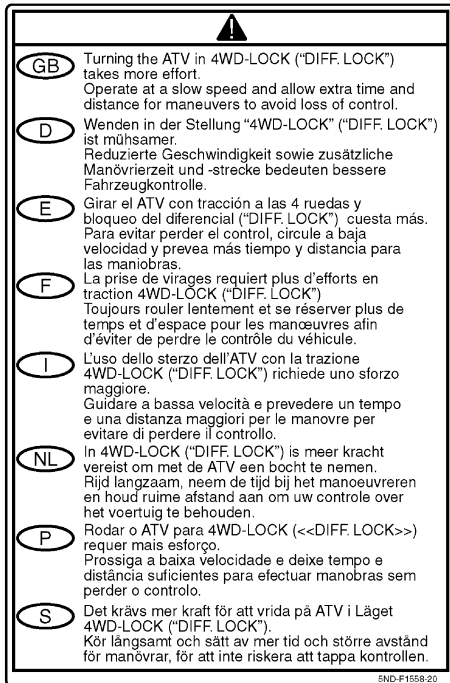 GB Turning the ATV in 4WD-LOCK (“DIFF. LOCK”)
takes more effort.
Operate at a slow speed and allow extra time and
distance for maneuvers to avoid loss of control.
D Wenden in der Stellung “4WD-LOCK” (“DIFF. LOCK”)
ist mühsamer.
Reduzierte Geschwindigkeit sowie zusätzliche
Manövrierzeit und -strecke bedeuten bessere
Fahrzeugkontrolle.
E Girar el ATV con tracción a las 4 ruedas y
bloqueo del diferencial (“DIFF. LOCK”) cuesta más.
Para evitar perder el control, circule a baja
velocidad y prevea más tiempo y distancia para
las maniobras.
F La prise de virages requiert plus d’efforts en
traction 4WD-LOCK (“DIFF. LOCK”)
Toujours rouler lentement et se réserver plus de
temps et d’espace pour les manœuvres afin
d’éviter de perdre le contrôle du véhicule.
I L’uso dello sterzo dell’ATV con la trazione
4WD-LOCK (“DIFF. LOCK”) richiede uno sforzo
maggiore.
Guidare a bassa velocità e prevedere un tempo
e una distanza maggiori per le manovre per
evitare di perdere il controllo.
NL In 4WD-LOCK (“DIFF. LOCK”) is meer kracht
vereist om met de ATV een bocht te nemen.
Rijd langzaam, neem de tijd bij het manoeuvreren
en houd ruime afstand aan om uw controle over
het voertuig te behouden.
P Rodar o ATV para 4WD-LOCK (<<DIFF. LOCK>>)
requer mais esforço.
Prossiga a baixa velocidade e deixe tempo e
distância suficientes para efectuar manobras sem
perder o controlo.
S Det krävs mer kraft för att vrida på ATV i Läget
4WD-LOCK (“DIFF. LOCK”).
Kör långsamt och sätt av mer tid och större avstånd
för manövrar, för att inte riskera att tappa kontrollen.
5ND-F1558-20